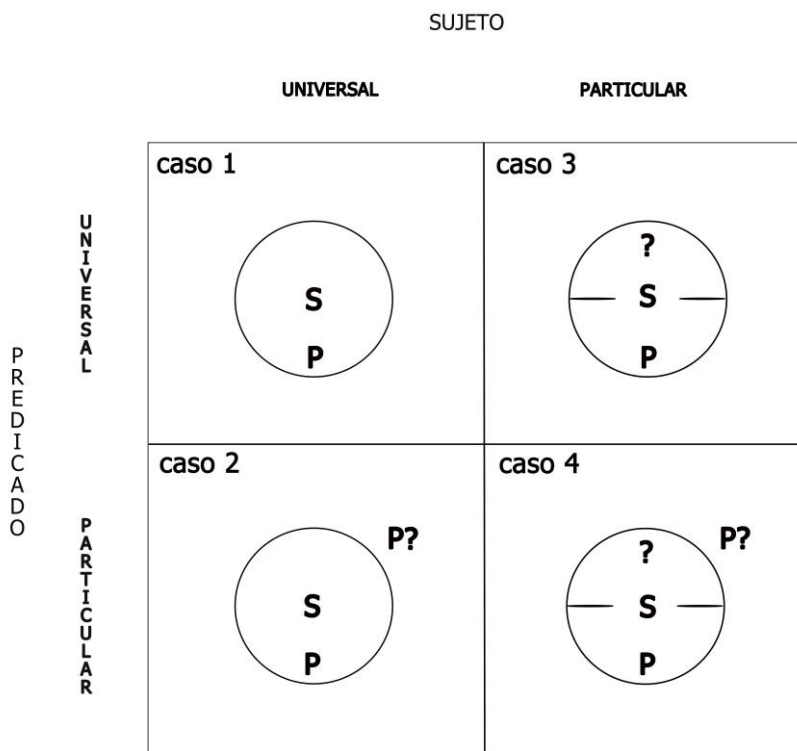 SUJETO
UNIVERSAL PARTICULAR
PREDICADO
UNIVERSAL
caso 1
S
P
caso 3
?
S
P
PARTICULAR
caso 2
P?
S
P
caso 4
P?
?
S
P